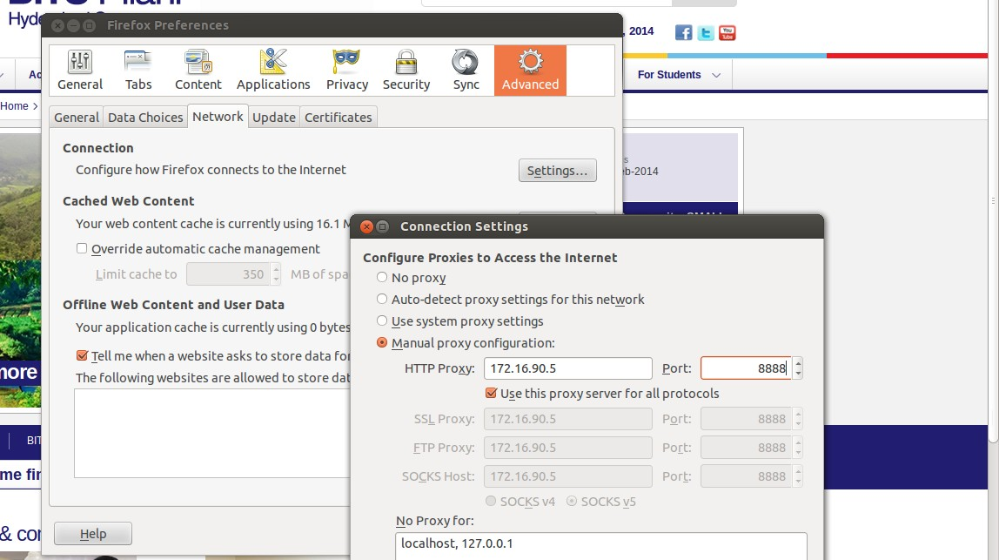 Firefox Preferences
, 2014
General Tabs Content Applications Privacy Security Sync Advanced
For Students
Home >
General Data Choices Network Update Certificates
Connection
Configure how Firefox connects to the Internet
Settings...
eb-2014
Cached Web Content
Your web content cache is currently using 16.1 M
Override automatic cache management
Limit cache to 350 MB of spa
Offline Web Content and User Data
Your application cache is currently using 0 bytes
Tell me when a website asks to store data for
The following websites are allowed to store dat
Help
Connection Settings
Configure Proxies to Access the Internet
No proxy
Auto-detect proxy settings for this network
Use system proxy settings
Manual proxy configuration:
HTTP Proxy: 172.16.90.5 Port: 8888
Use this proxy server for all protocols
SSL Proxy: 172.16.90.5 Port: 8888
FTP Proxy: 172.16.90.5 Port: 8888
SOCKS Host: 172.16.90.5 Port: 8888
SOCKS v4 SOCKS v5
No Proxy for:
localhost, 127.0.0.1
more
BIT
me fin
& cor